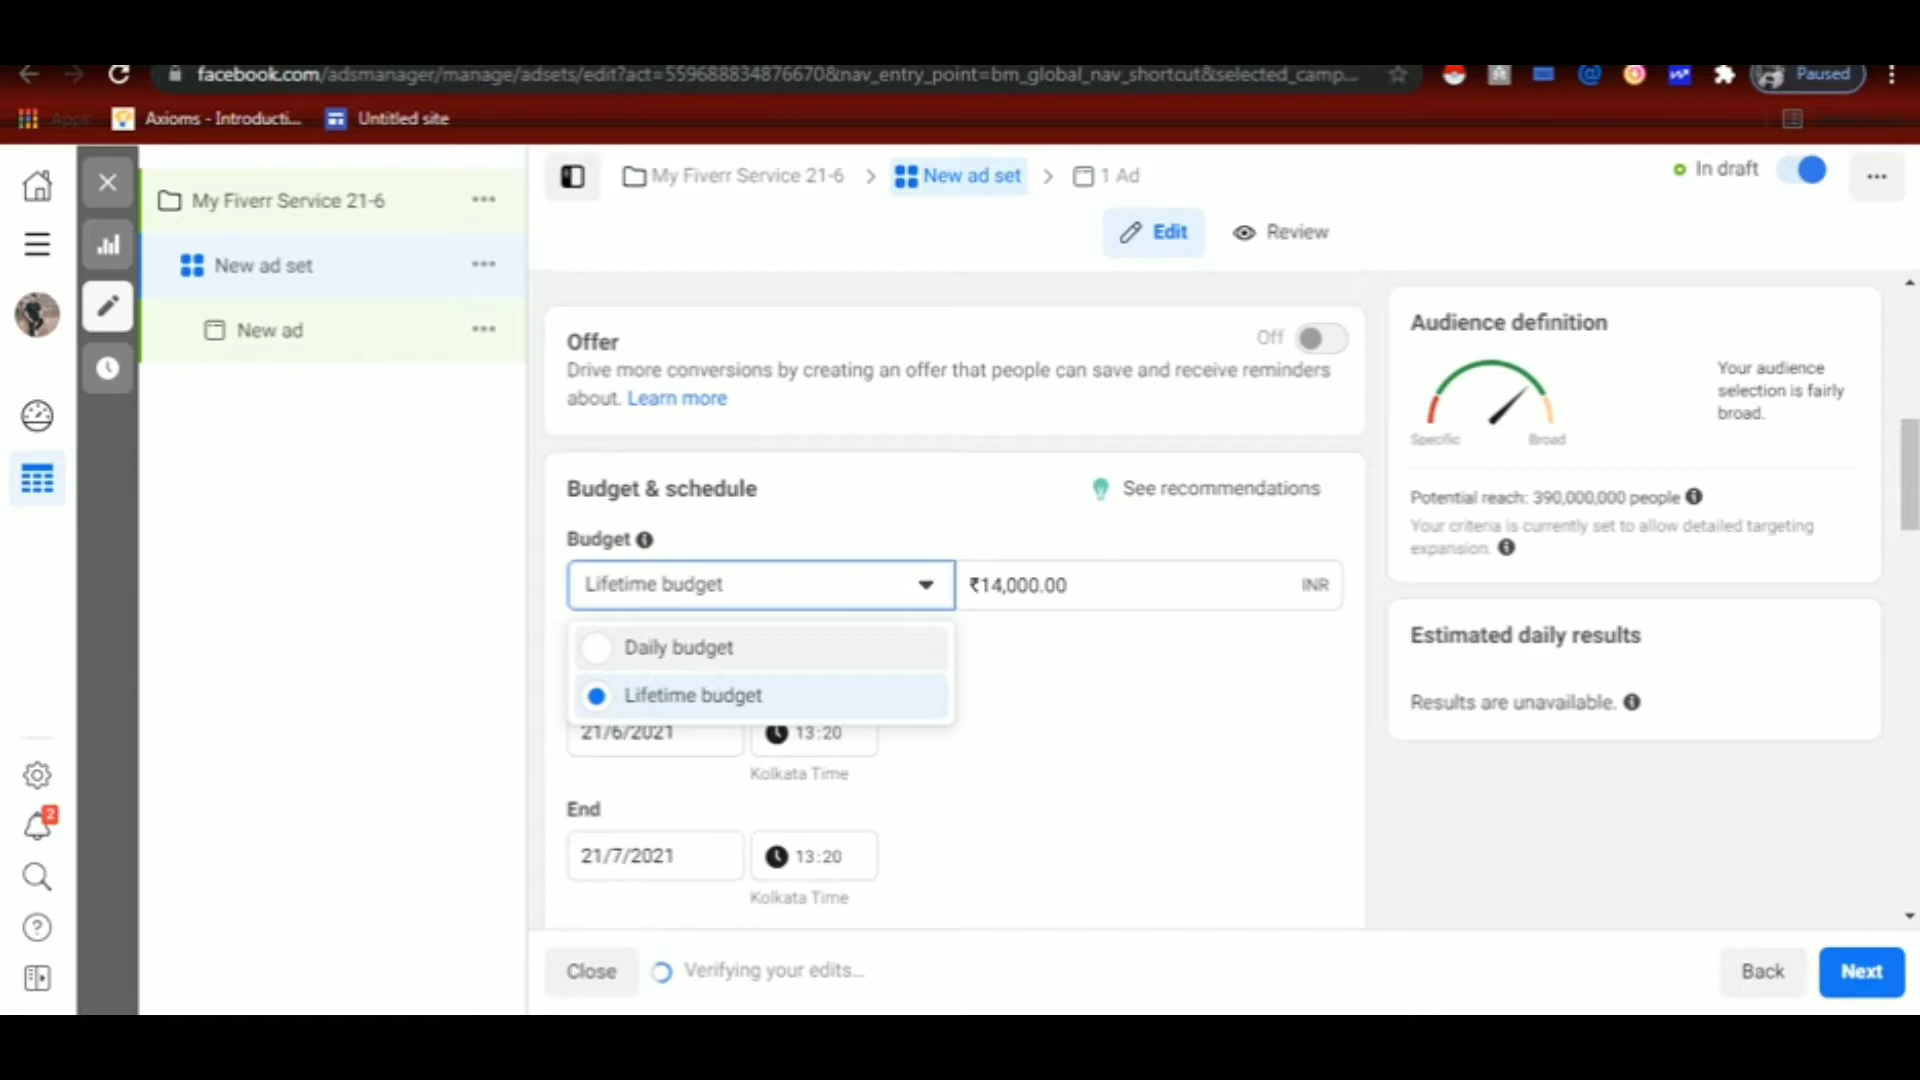 facebook.com/adsmanager/manage/adsets/edit?act=559688834876670&nav_entry_point=bm_global_nav_shortcut&selected_camp...
Paused
Apps
Axioms - Introducti...
Untitled site
My Fiverr Service 21-6
New ad set
1 Ad
In draft
Edit
Review
My Fiverr Service 21-6
New ad set
New ad
Offer
Off
Drive more conversions by creating an offer that people can save and receive reminders
about. Learn more
Budget & schedule
See recommendations
Budget
Lifetime budget
₹14,000.00
INR
Daily budget
Lifetime budget
21/6/2021
13:20
Kolkata Time
End
21/7/2021
13:20
Kolkata Time
Audience definition
Your audience
selection is fairly
broad.
Specific
Broad
Potential reach: 390,000,000 people
Your criteria is currently set to allow detailed targeting
expansion.
Estimated daily results
Results are unavailable.
2
Close
Verifying your edits...
Back
Next